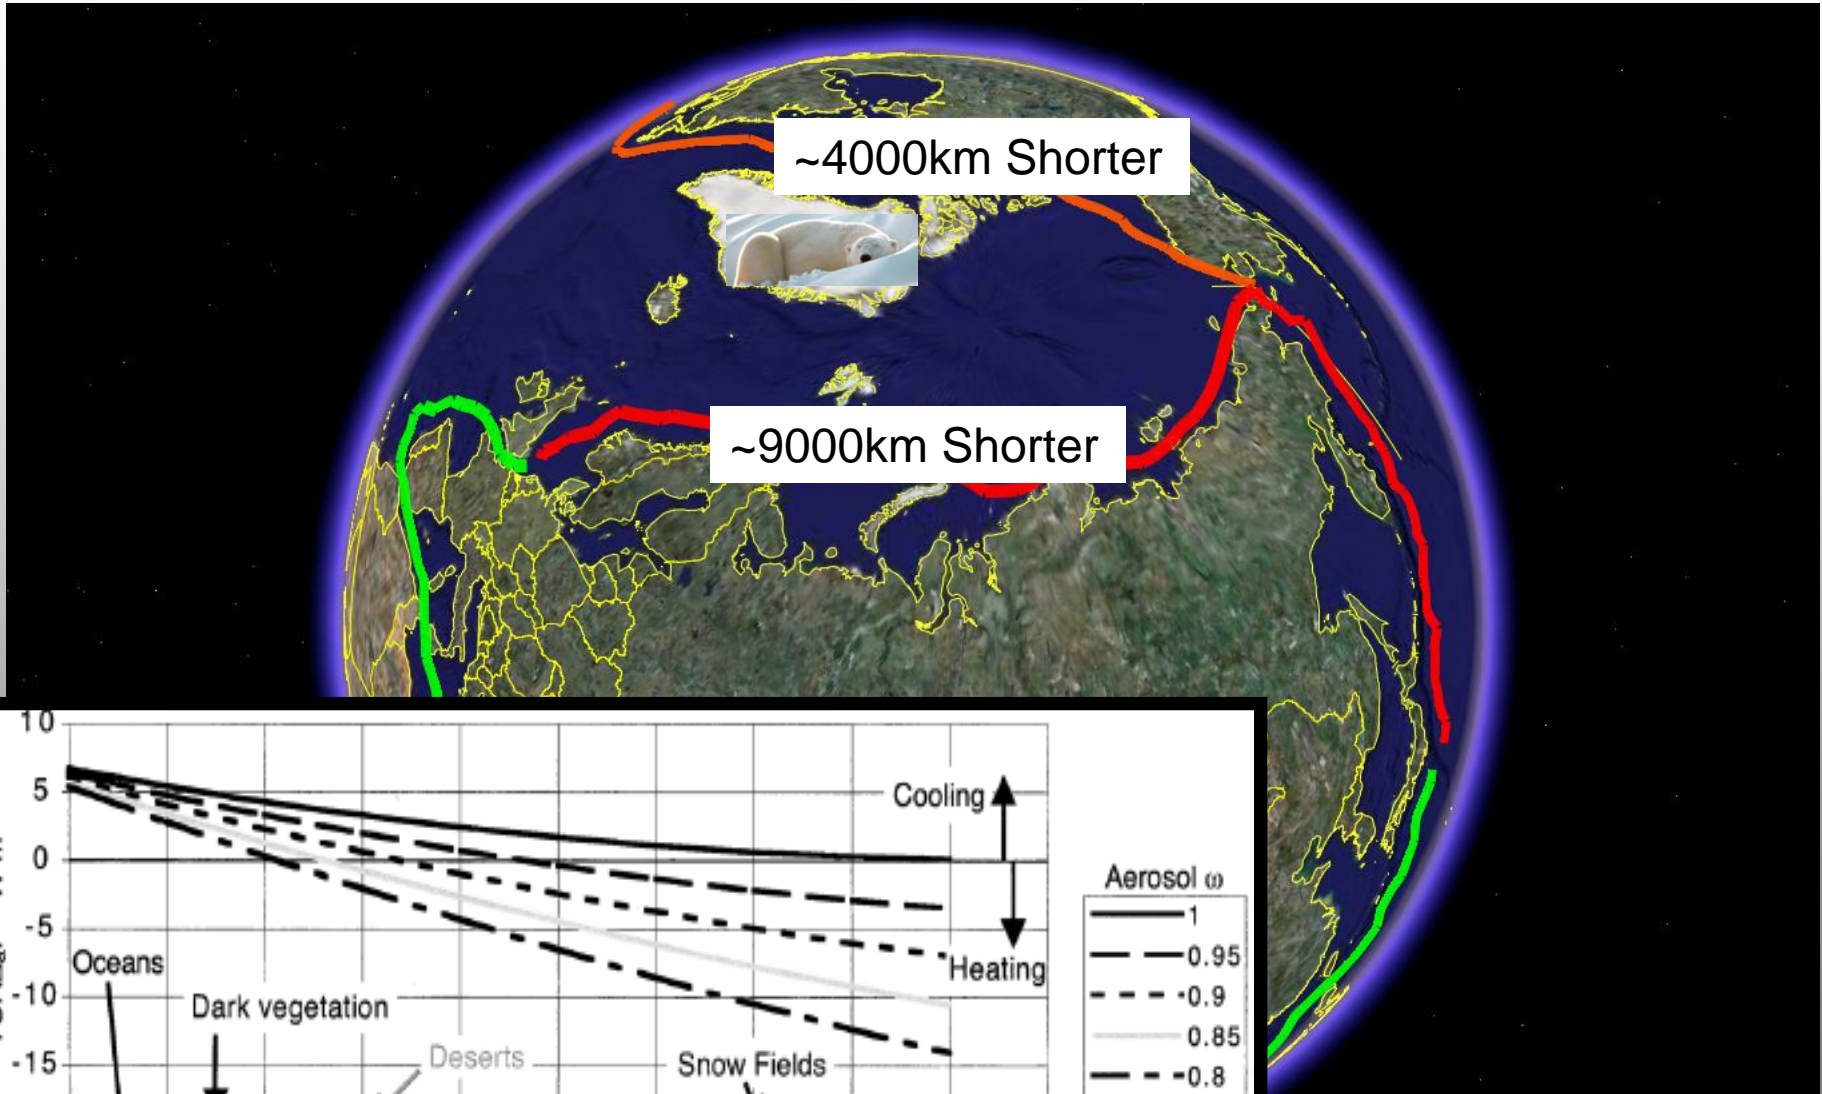 ~4000km Shorter
~9000km Shorter
10
5
0
-5
-10
-15
Cooling
Heating
Oceans
Dark vegetation
Deserts
Snow Fields
Aerosol ω
1
0.95
0.9
0.85
0.8